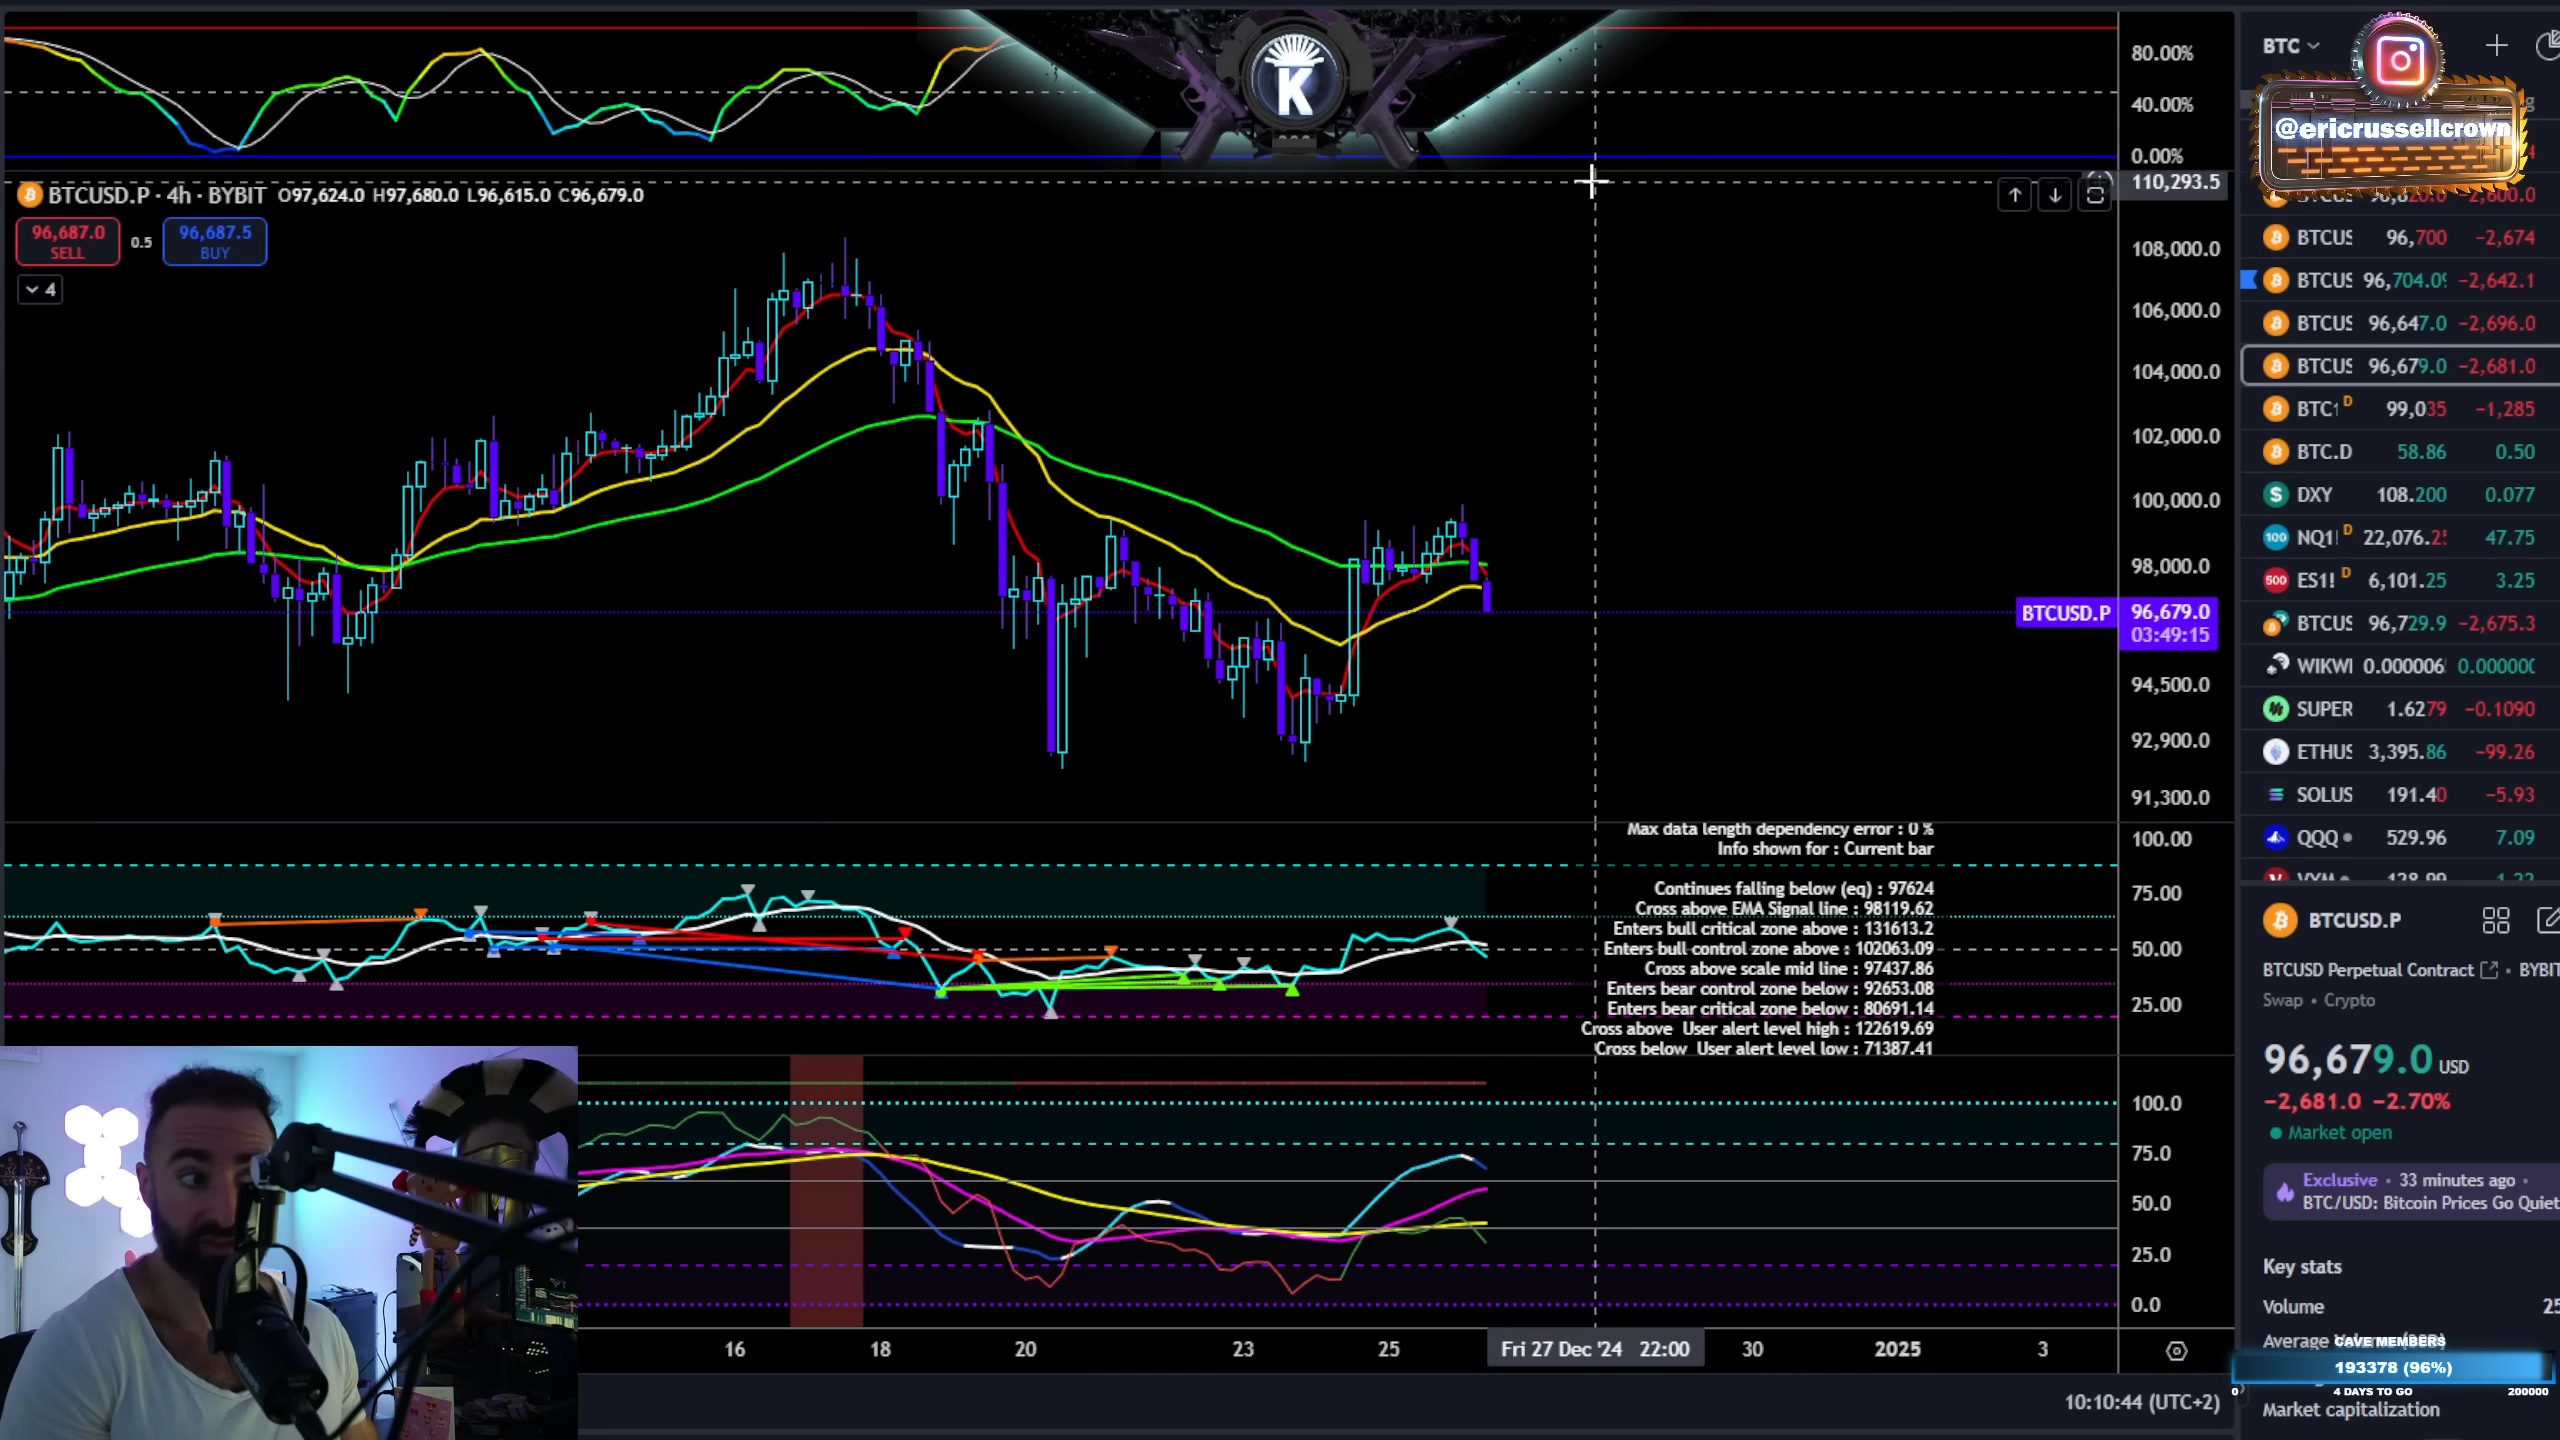 80.00%
40.00%
0.00%
K
BTCUSD.P · 4h · BYBIT O97,624.0 H97,680.0 L96,615.0 C96,679.0
96,687.0
SELL
0.5
96,687.5
BUY
4
110,293.5
108,000.0
106,000.0
104,000.0
102,000.0
100,000.0
98,000.0
BTCUSD.P 96,679.0
03:49:15
94,500.0
92,900.0
91,300.0
Max data length dependency error : 0 %
Info shown for : Current bar
Continues falling below (eq) : 97624
Cross above EMA Signal line : 98119.62
Enters bull critical zone above : 131613.2
Enters bull control zone above : 102063.09
Cross above scale mid line : 97437.86
Enters bear control zone below : 92653.08
Enters bear critical zone below : 80691.14
Cross above User alert level high : 122619.69
Cross below User alert level low : 71387.41
100.00
75.00
50.00
25.00
100.0
75.0
50.0
25.0
0.0
16 18 20 23 25 Fri 27 Dec '24 22:00 30 2025 3
10:10:44 (UTC+2)
BTC
@ericrussellcrown
BTCUS 96,700 −2,674
BTCUS 96,704.09 −2,642.1
BTCUS 96,647.0 −2,696.0
BTCUS 96,679.0 −2,681.0
BTC1 D 99,035 −1,285
BTC.D 58.86 0.50
DXY 108.200 0.077
NQ1! D 22,076.25 47.75
ES1! D 6,101.25 3.25
BTCUS 96,729.9 −2,675.3
WIKWI 0.000006 0.000000
SUPER 1.6279 −0.1090
ETHUS 3,395.86 −99.26
SOLUS 191.40 −5.93
QQQ 529.96 7.09
BTCUSD.P
BTCUSD Perpetual Contract • BYBIT
Swap • Crypto
96,679.0 USD
−2,681.0 −2.70%
Market open
Exclusive • 33 minutes ago •
BTC/USD: Bitcoin Prices Go Quiet
Key stats
Volume
Average
CAVE MEMBERS
193378 (96%)
0 4 DAYS TO GO 200000
Market capitalization